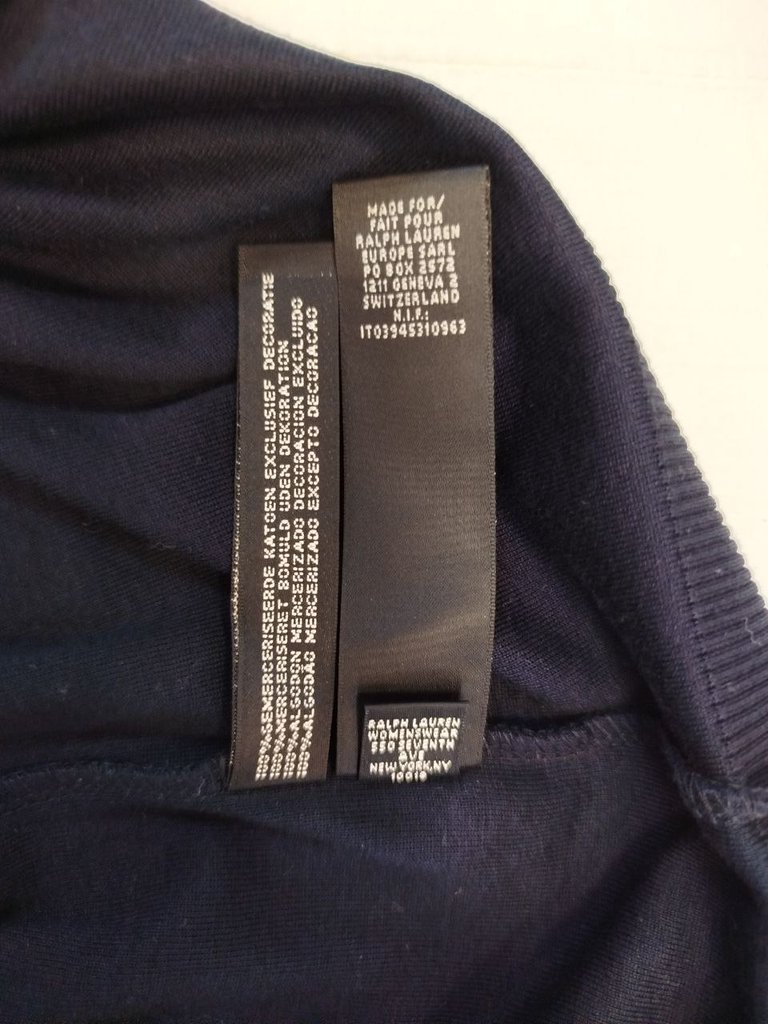 MADE FOR/
FAIT POUR
RALPH LAUREN
EUROPE SARL
PO BOX 2572
1211 GENEVA 2
SWITZERLAND
N.I.F.:
IT03945310963
100%GEMERCERISEERDE KATOEN EXCLUSIEF DECORATIE
100%MERCERISERET BOMULD UDEN DEKORATION
100%ALGODON MERCERIZADO DECORACION EXCLUIDO
100%ALGODÃO MERCERIZADO EXCEPTO DECORACAO
RALPH LAUREN
WOMENSWEAR
550 SEVENTH
AVE
NEW YORK,NY
10018